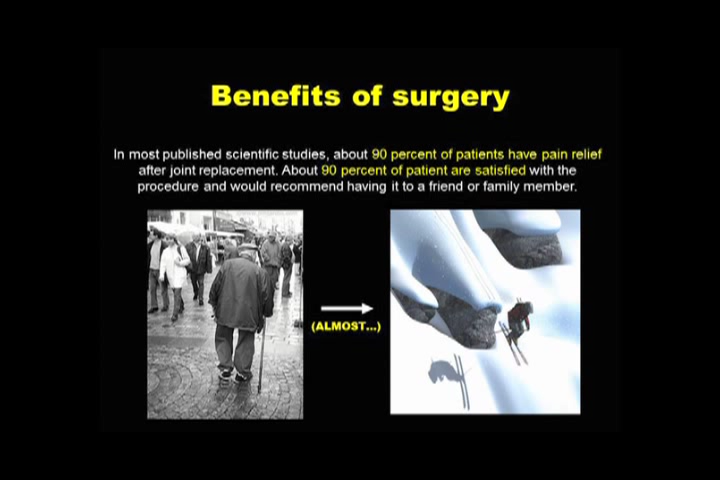 Benefits of surgery
In most published scientific studies, about 90 percent of patients have pain relief
after joint replacement. About 90 percent of patient are satisfied with the
procedure and would recommend having it to a friend or family member.
(ALMOST...)